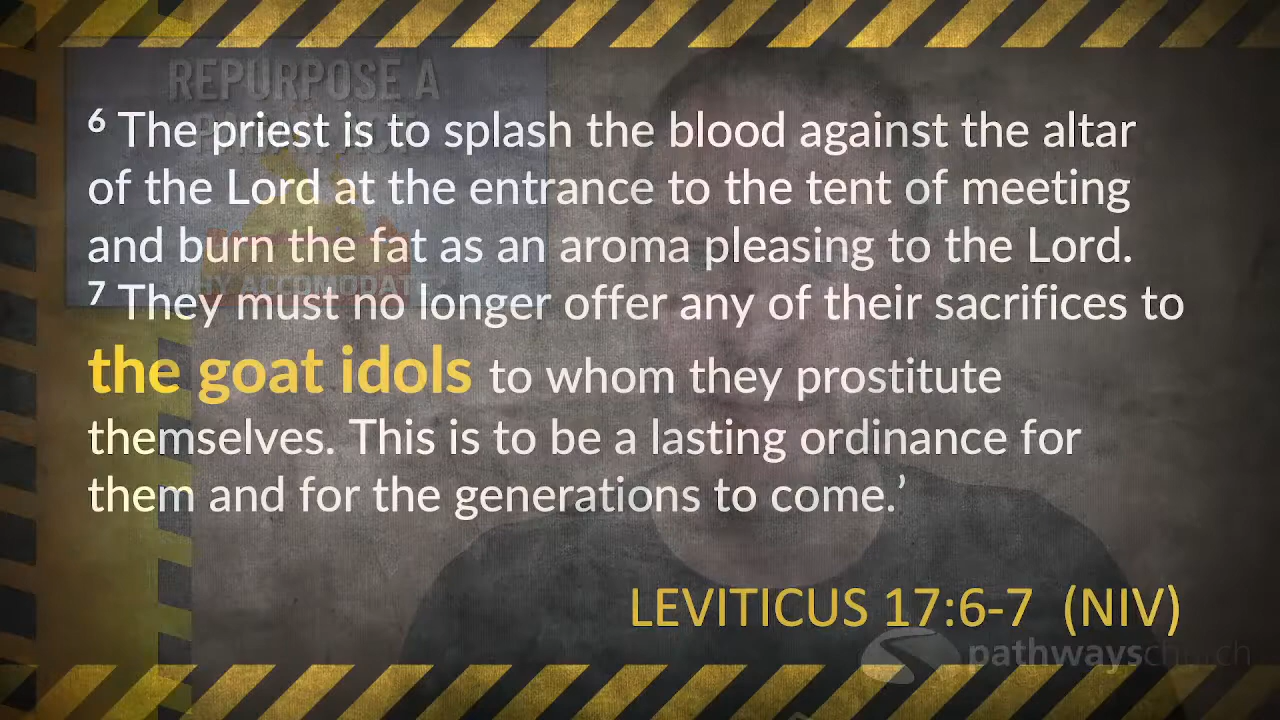 REPURPOSE A
⁶ The priest is to splash the blood against the altar
of the Lord at the entrance to the tent of meeting
and burn the fat as an aroma pleasing to the Lord.
WHY ACCOMODAT
⁷ They must no longer offer any of their sacrifices to
the goat idols to whom they prostitute
themselves. This is to be a lasting ordinance for
them and for the generations to come.’
LEVITICUS 17:6-7 (NIV)
pathwayschurch